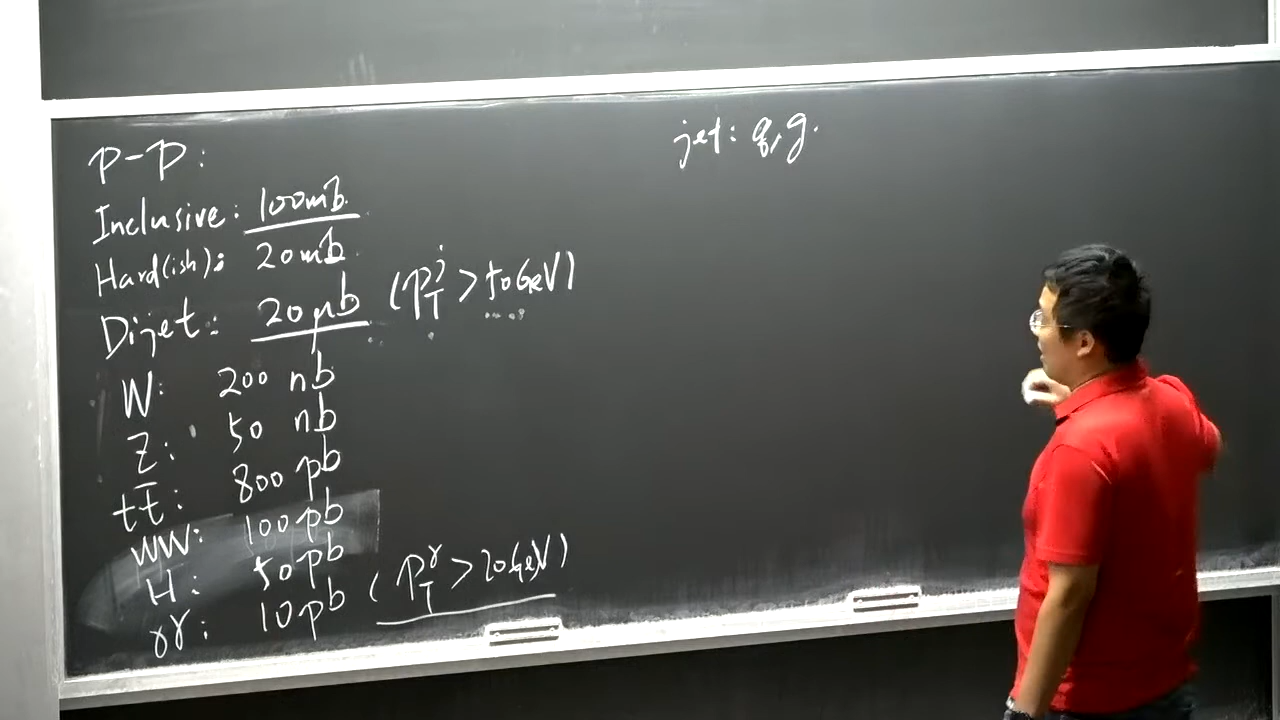 p-p:
Inclusive: 100mb.
Hard(ish): 20mb.
Dijet: 20μb (p_T^j > 50GeV)
W: 200 nb
Z: 50 nb
tt̄: 800 pb
WW: 100 pb
H: 50 pb
γγ: 10 pb (p_T^γ > 20GeV)
jet: q, g.